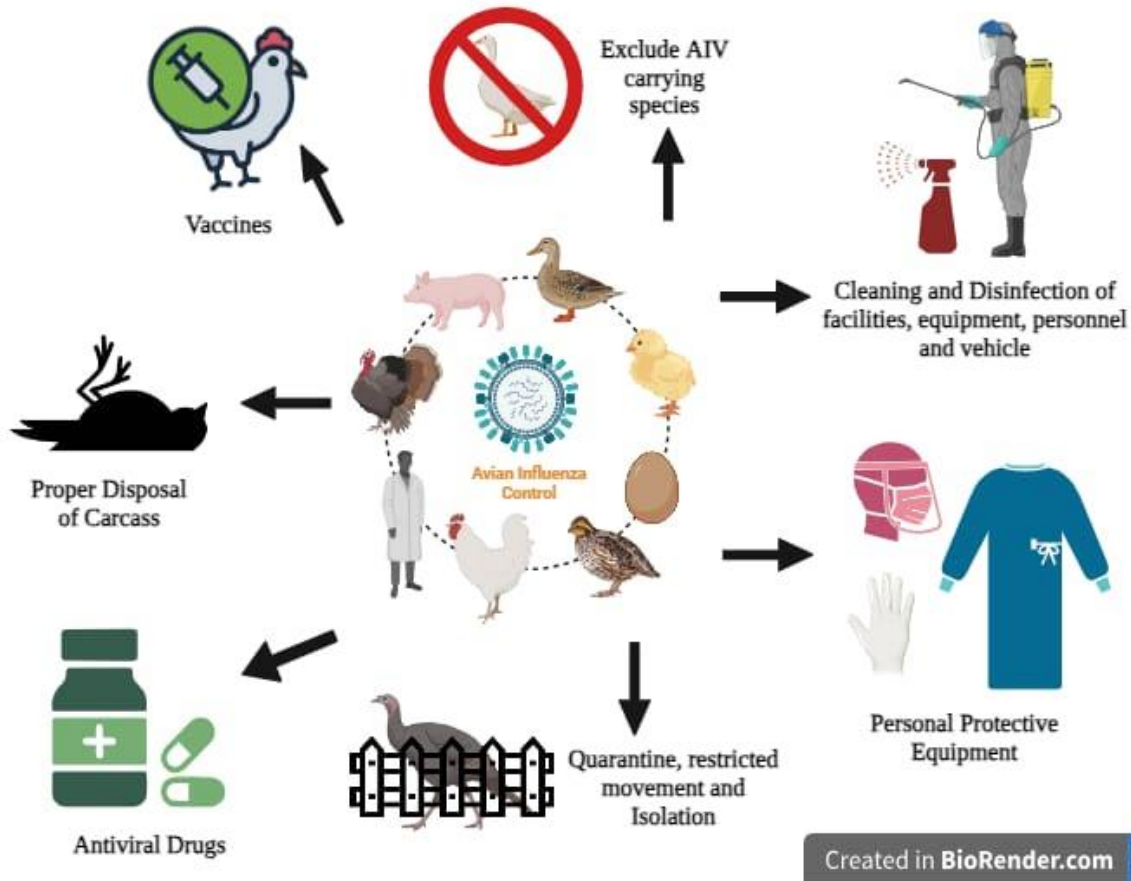 Vaccines
Exclude AIV
carrying
species
Cleaning and Disinfection of
facilities, equipment, personnel
and vehicle
Proper Disposal
of Carcass
Avian Influenza
Control
Personal Protective
Equipment
Quarantine, restricted
movement and
Isolation
Antiviral Drugs
Created in BioRender.com